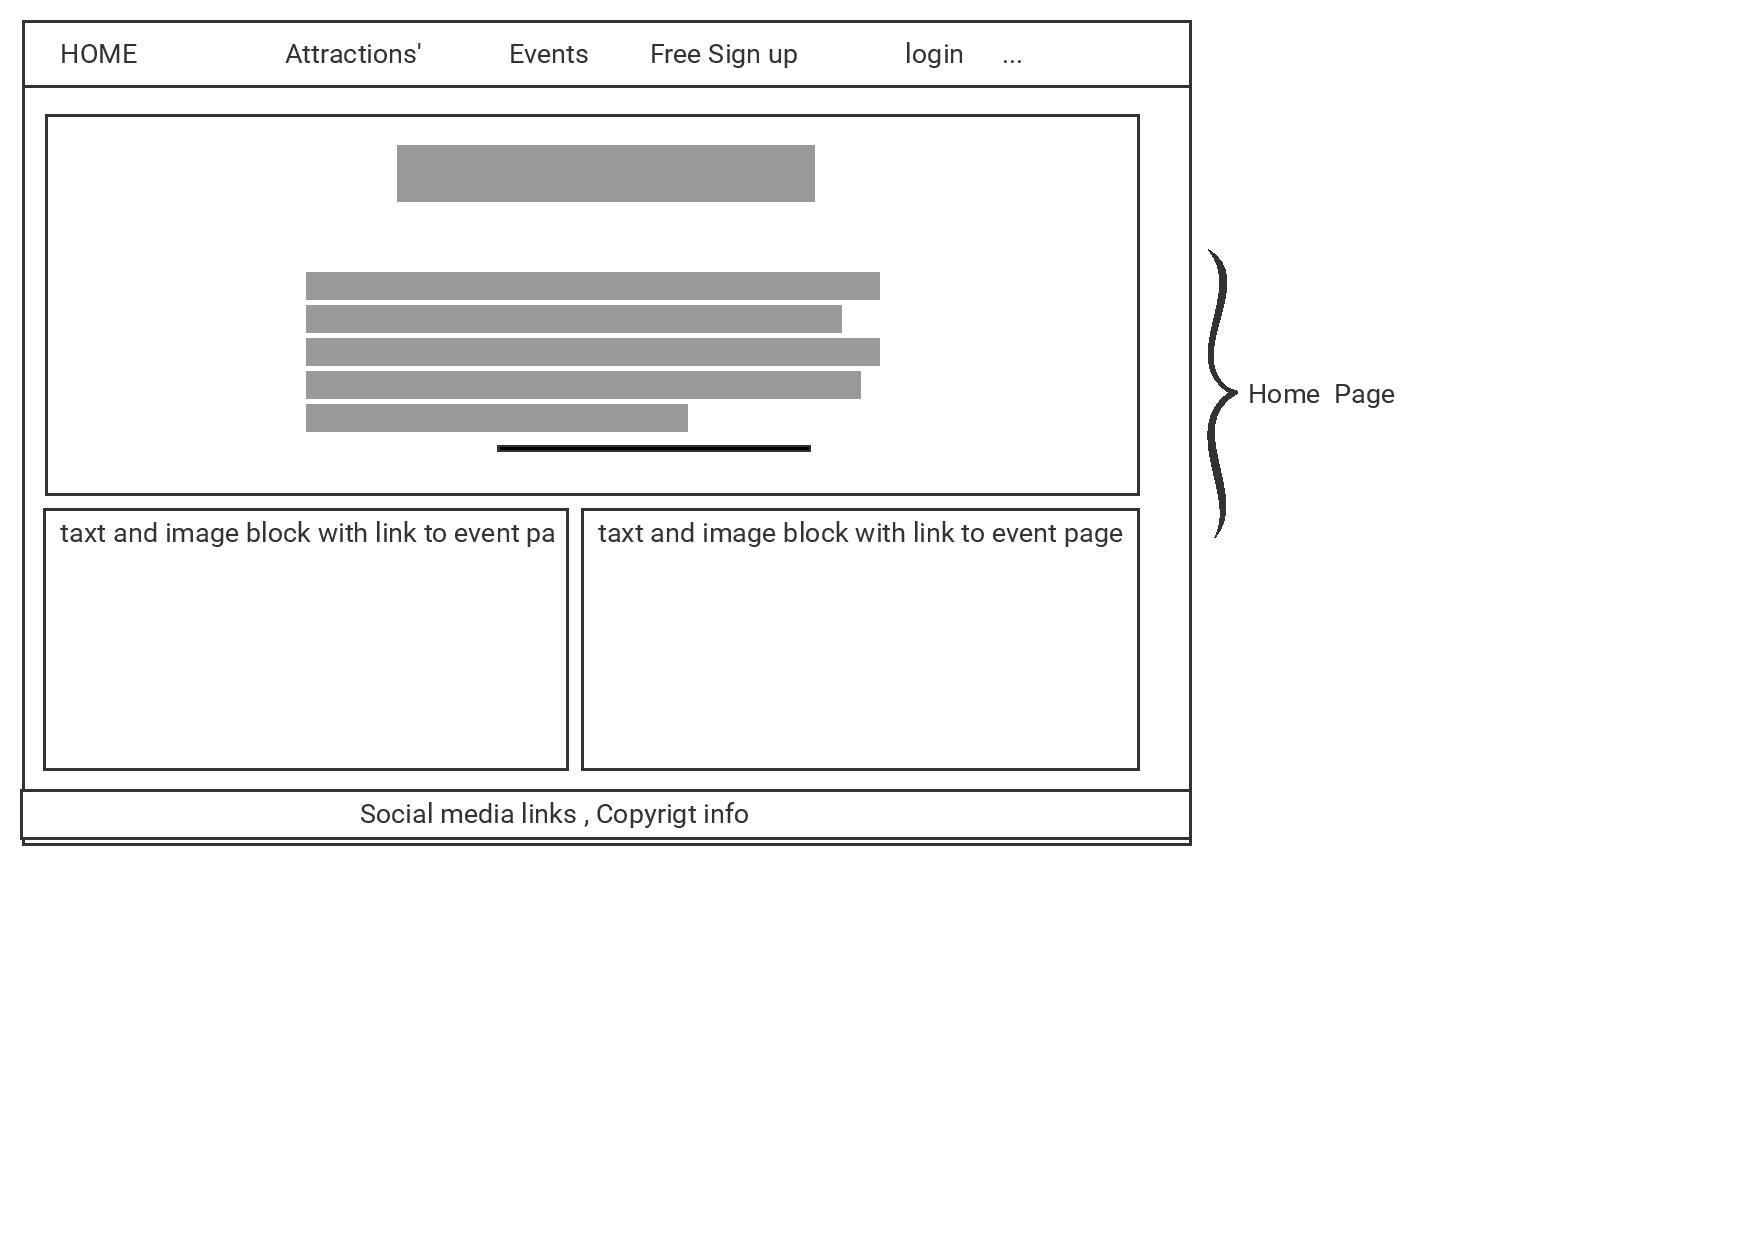 HOME Attractions' Events Free Sign up login ...
Home Page
taxt and image block with link to event pa
taxt and image block with link to event page
Social media links , Copyrigt info